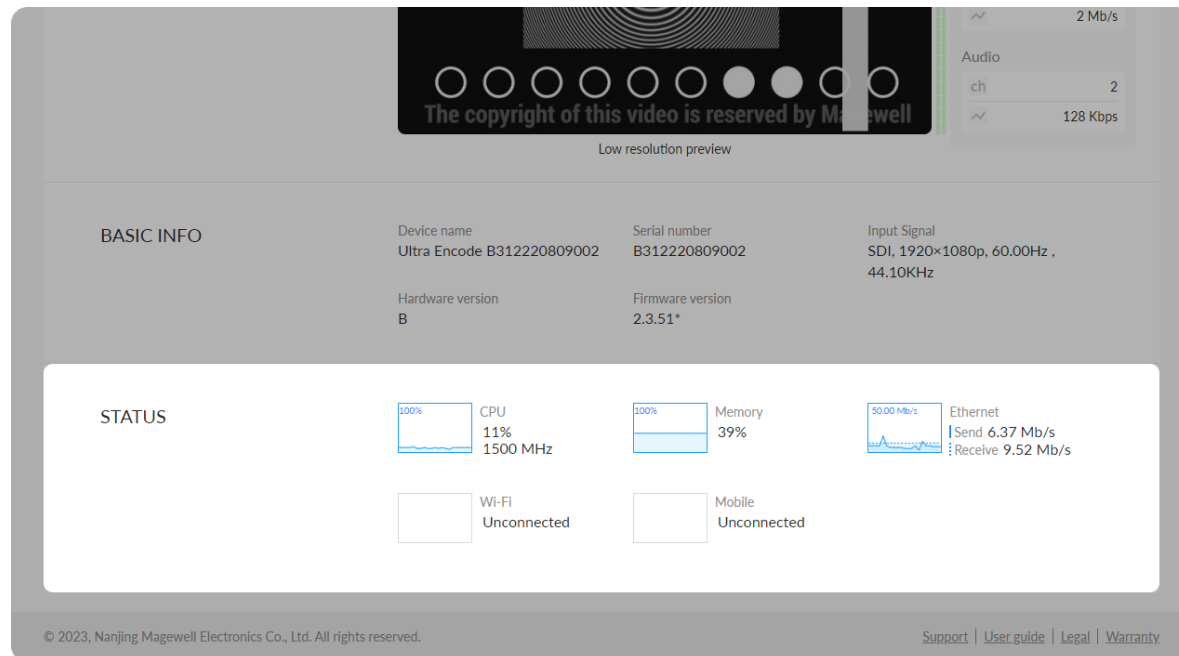 2 Mb/s
Audio
ch 2
128 Kbps
The copyright of this video is reserved by Magewell
Low resolution preview
BASIC INFO
Device name
Ultra Encode B312220809002
Serial number
B312220809002
Input Signal
SDI, 1920×1080p, 60.00Hz ,
44.10KHz
Hardware version
B
Firmware version
2.3.51*
STATUS
100%
CPU
11%
1500 MHz
100%
Memory
39%
50.00 Mb/s
Ethernet
Send 6.37 Mb/s
Receive 9.52 Mb/s
Wi-Fi
Unconnected
Mobile
Unconnected
© 2023, Nanjing Magewell Electronics Co., Ltd. All rights reserved.
Support | User guide | Legal | Warranty